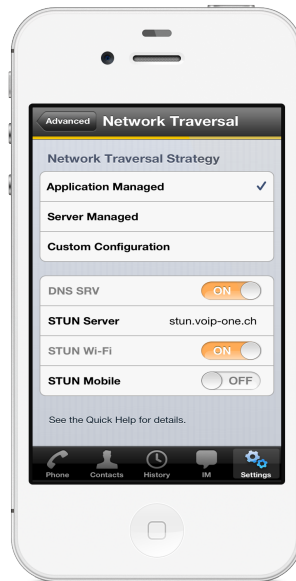 Advanced Network Traversal
Network Traversal Strategy
Application Managed
Server Managed
Custom Configuration
DNS SRV ON
STUN Server stun.voip-one.ch
STUN Wi-Fi ON
STUN Mobile OFF
See the Quick Help for details.
Phone Contacts History IM Settings